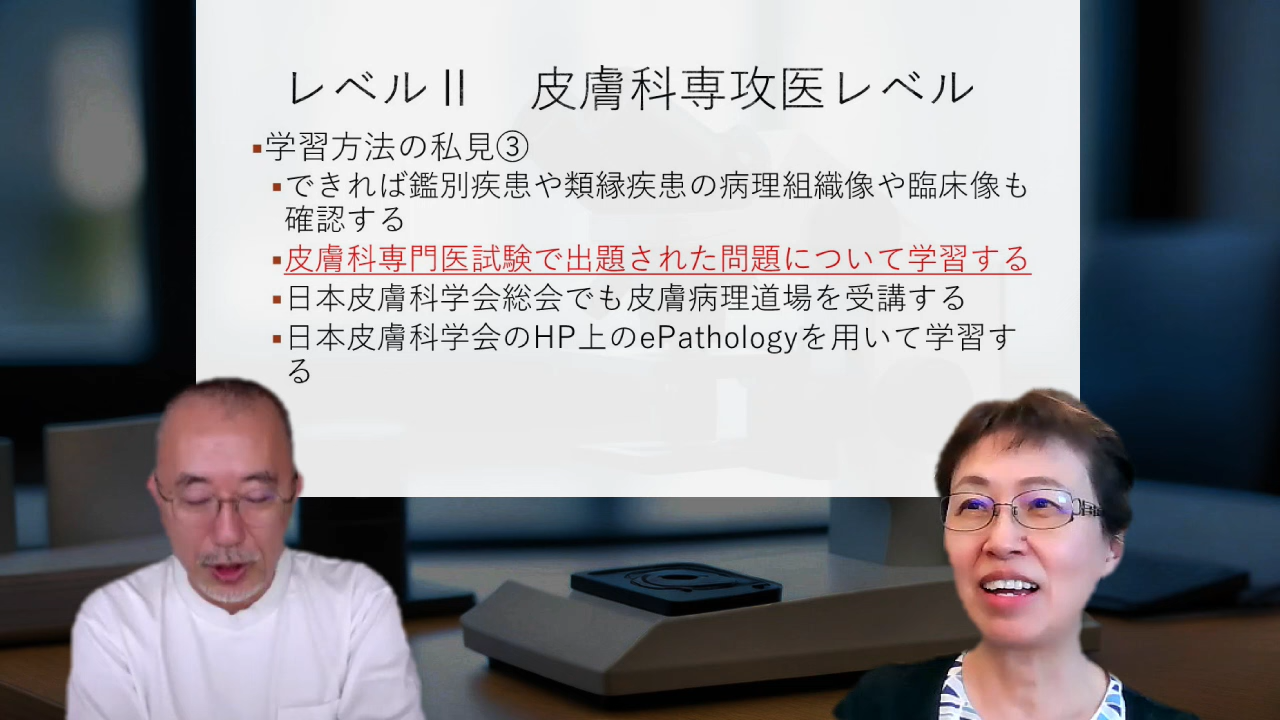 レベルⅡ　皮膚科専攻医レベル
▪学習方法の私見③
▪できれば鑑別疾患や類縁疾患の病理組織像や臨床像も
確認する
▪皮膚科専門医試験で出題された問題について学習する
▪日本皮膚科学会総会でも皮膚病理道場を受講する
▪日本皮膚科学会のHP上のePathologyを用いて学習す
る